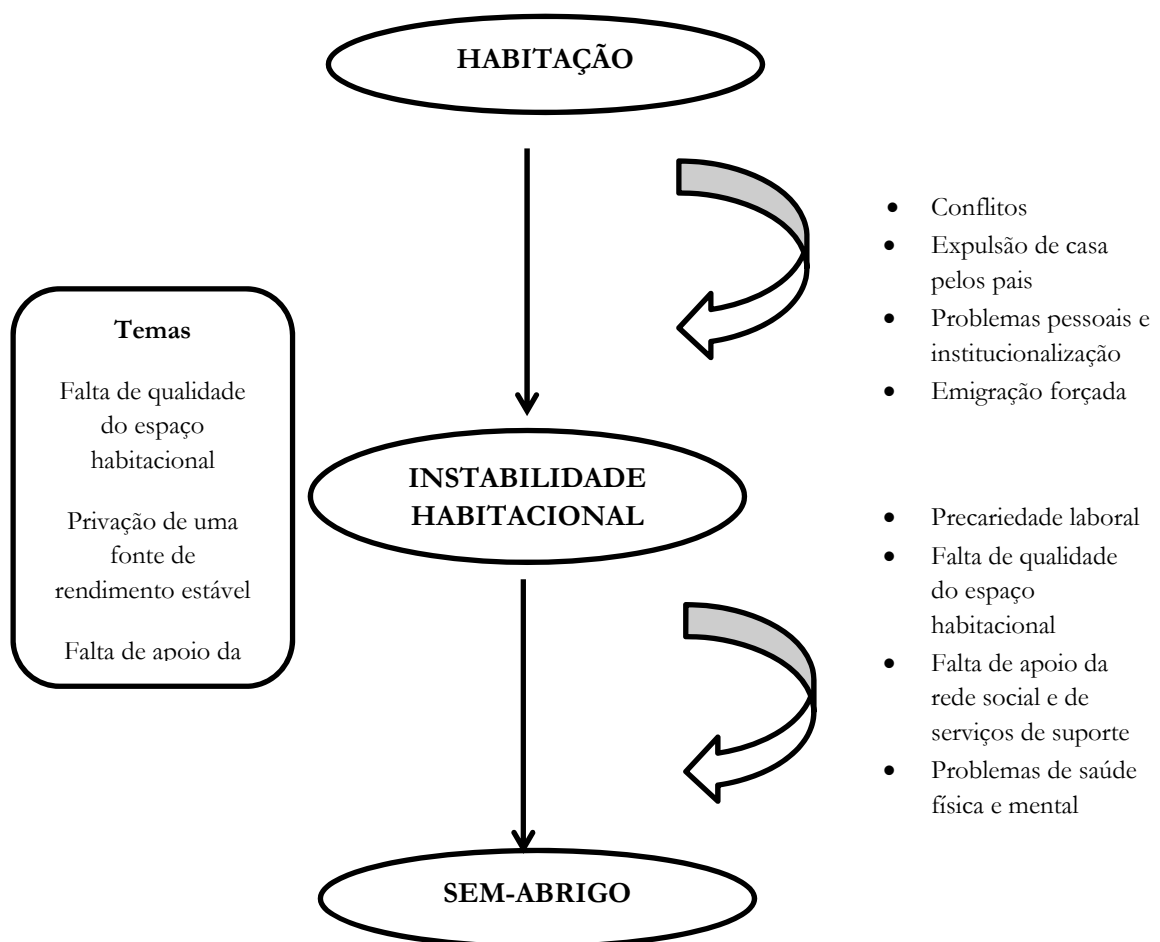 HABITAÇÃO
• Conflitos
• Expulsão de casa
pelos pais
• Problemas pessoais e
institucionalização
• Emigração forçada
Temas
Falta de qualidade
do espaço
habitacional
Privação de uma
fonte de
rendimento estável
Falta de apoio da
INSTABILIDADE
HABITACIONAL
• Precariedade laboral
• Falta de qualidade
do espaço
habitacional
• Falta de apoio da
rede social e de
serviços de suporte
• Problemas de saúde
física e mental
SEM-ABRIGO